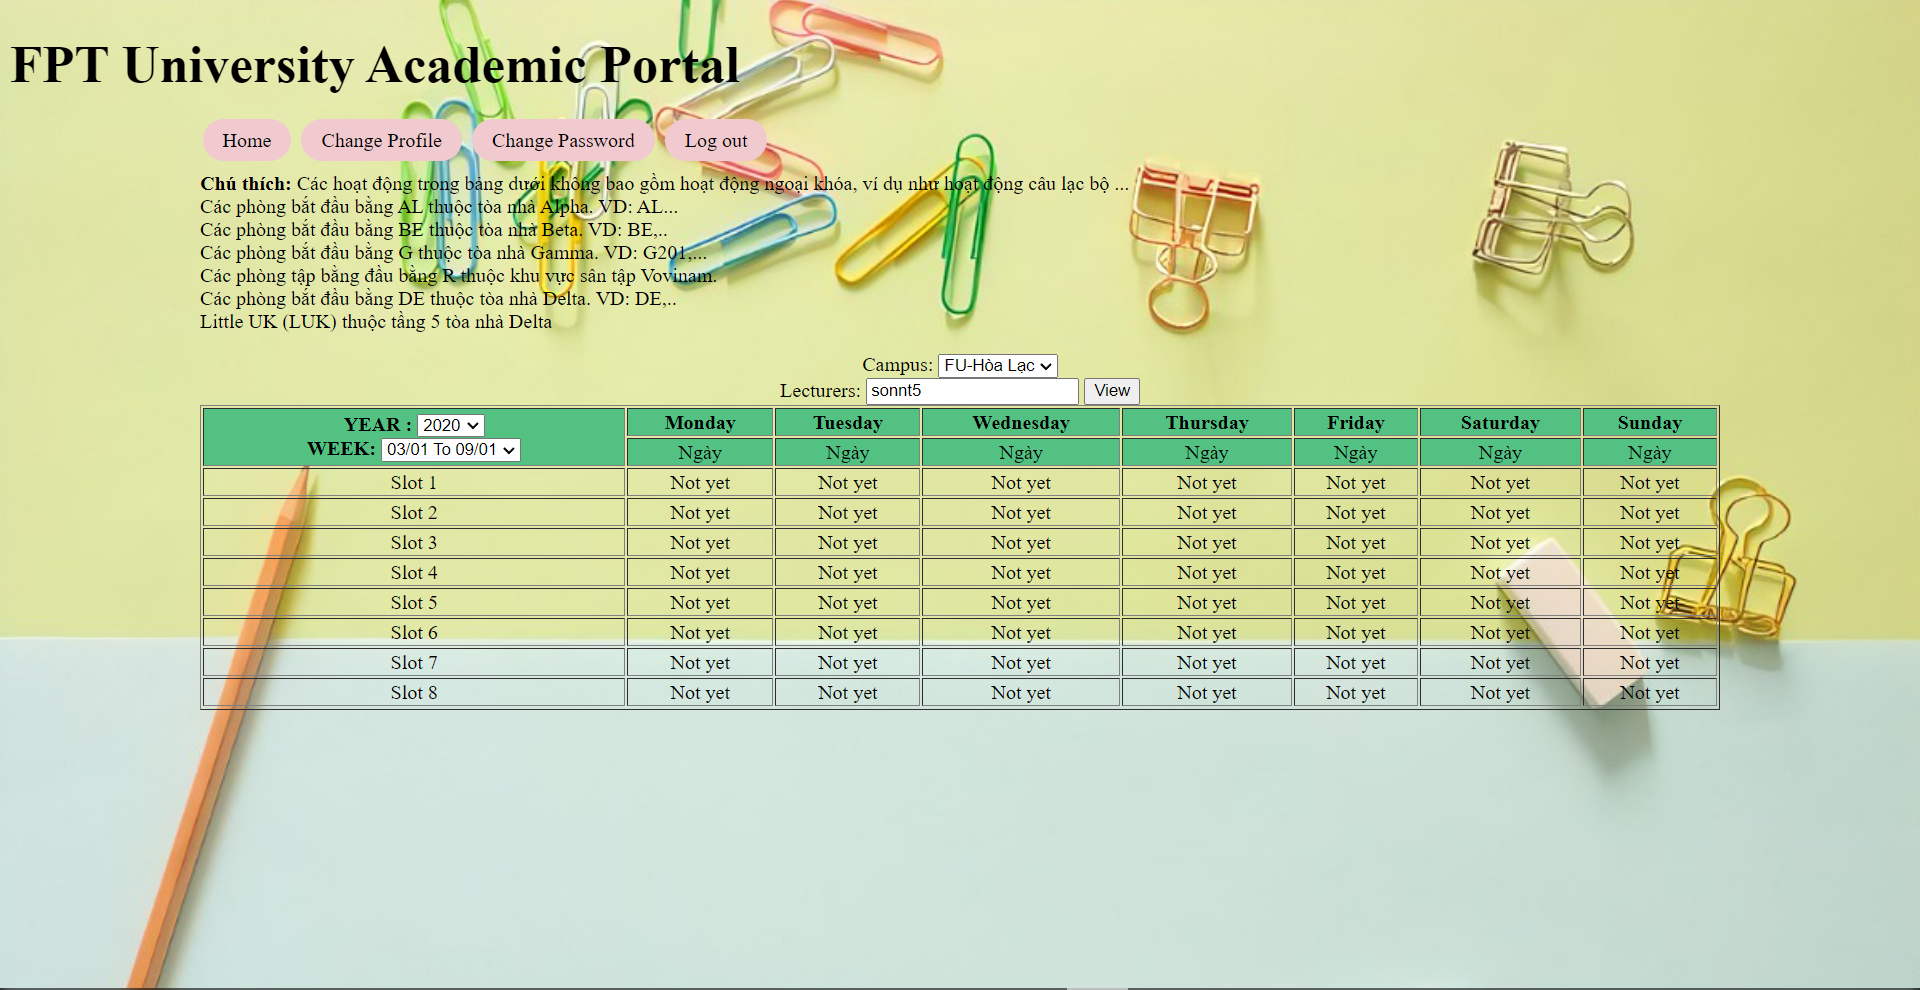 FPT University Academic Portal
Home Change Profile Change Password Log out
Chú thích: Các hoạt động trong bảng dưới không bao gồm hoạt động ngoại khóa, ví dụ như hoạt động câu lạc bộ ...
Các phòng bắt đầu bằng AL thuộc tòa nhà Alpha. VD: AL...
Các phòng bắt đầu bằng BE thuộc tòa nhà Beta. VD: BE,..
Các phòng bắt đầu bằng G thuộc tòa nhà Gamma. VD: G201,...
Các phòng tập bằng đầu bằng R thuộc khu vực sân tập Vovinam.
Các phòng bắt đầu bằng DE thuộc tòa nhà Delta. VD: DE,..
Little UK (LUK) thuộc tầng 5 tòa nhà Delta
Campus: FU-Hòa Lạc
Lecturers: sonnt5 View
YEAR : 2020
WEEK: 03/01 To 09/01
Monday Tuesday Wednesday Thursday Friday Saturday Sunday
Ngày Ngày Ngày Ngày Ngày Ngày Ngày
Slot 1 Not yet Not yet Not yet Not yet Not yet Not yet Not yet
Slot 2 Not yet Not yet Not yet Not yet Not yet Not yet Not yet
Slot 3 Not yet Not yet Not yet Not yet Not yet Not yet Not yet
Slot 4 Not yet Not yet Not yet Not yet Not yet Not yet Not yet
Slot 5 Not yet Not yet Not yet Not yet Not yet Not yet Not yet
Slot 6 Not yet Not yet Not yet Not yet Not yet Not yet Not yet
Slot 7 Not yet Not yet Not yet Not yet Not yet Not yet Not yet
Slot 8 Not yet Not yet Not yet Not yet Not yet Not yet Not yet